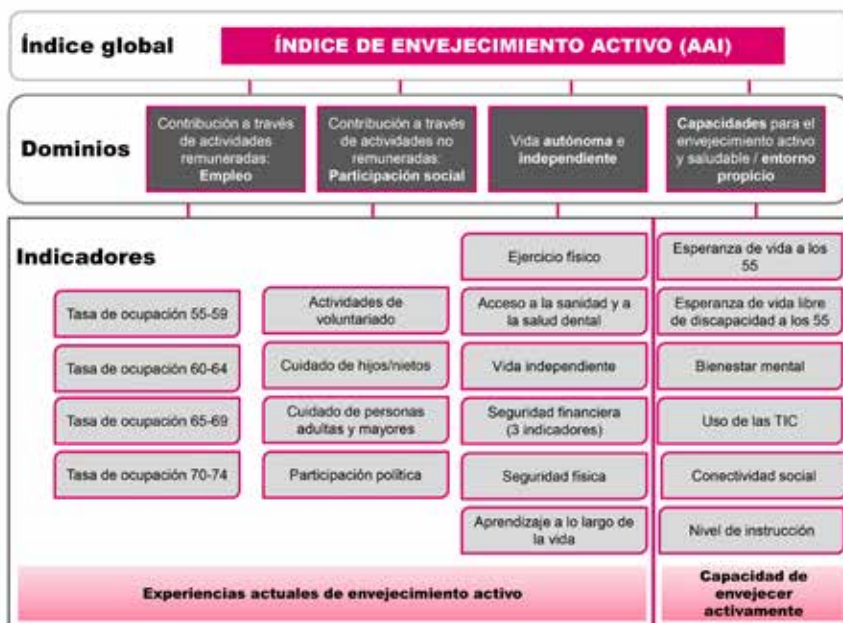 Índice global
ÍNDICE DE ENVEJECIMIENTO ACTIVO (AAI)
Dominios
Contribución a través
de actividades
remuneradas:
Empleo
Contribución a través
de actividades no
remuneradas:
Participación social
Vida autónoma e
independiente
Capacidades para el
envejecimiento activo
y saludable / entorno
propicio
Indicadores
Tasa de ocupación 55-59
Tasa de ocupación 60-64
Tasa de ocupación 65-69
Tasa de ocupación 70-74
Actividades de
voluntariado
Cuidado de hijos/nietos
Cuidado de personas
adultas y mayores
Participación política
Ejercicio físico
Acceso a la sanidad y a
la salud dental
Vida independiente
Seguridad financiera
(3 indicadores)
Seguridad física
Aprendizaje a lo largo de
la vida
Esperanza de vida a los
55
Esperanza de vida libre
de discapacidad a los 55
Bienestar mental
Uso de las TIC
Conectividad social
Nivel de instrucción
Experiencias actuales de envejecimiento activo
Capacidad de
envejecer
activamente